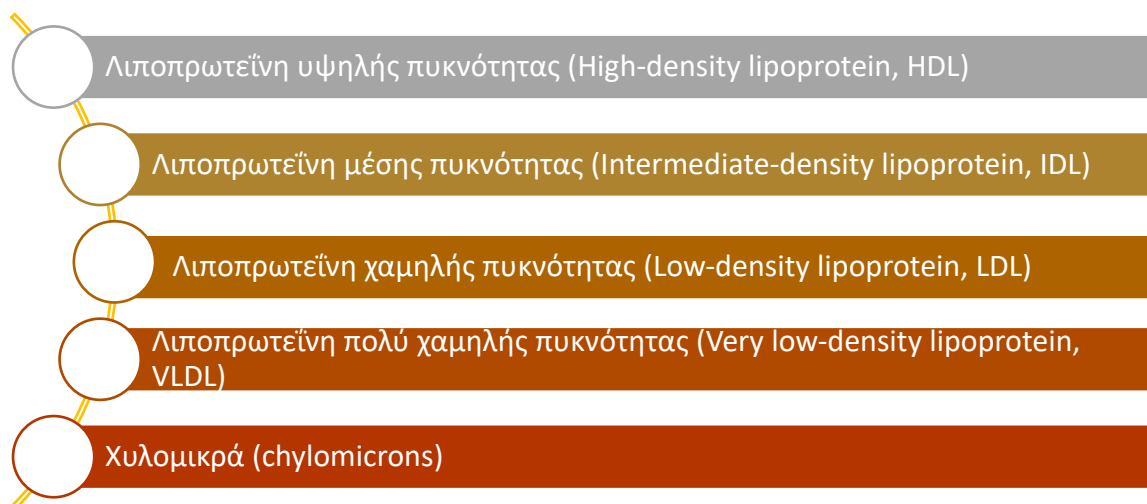 Λιποπρωτεΐνη υψηλής πυκνότητας (High-density lipoprotein, HDL)
Λιποπρωτεΐνη μέσης πυκνότητας (Intermediate-density lipoprotein, IDL)
Λιποπρωτεΐνη χαμηλής πυκνότητας (Low-density lipoprotein, LDL)
Λιποπρωτεΐνη πολύ χαμηλής πυκνότητας (Very low-density lipoprotein,
VLDL)
Χυλομικρά (chylomicrons)